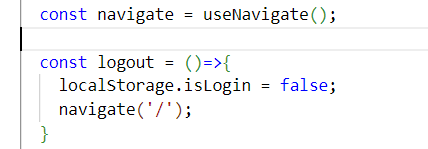 const navigate = useNavigate();
const logout = ()=>{
localStorage.isLogin = false;
navigate('/');
}